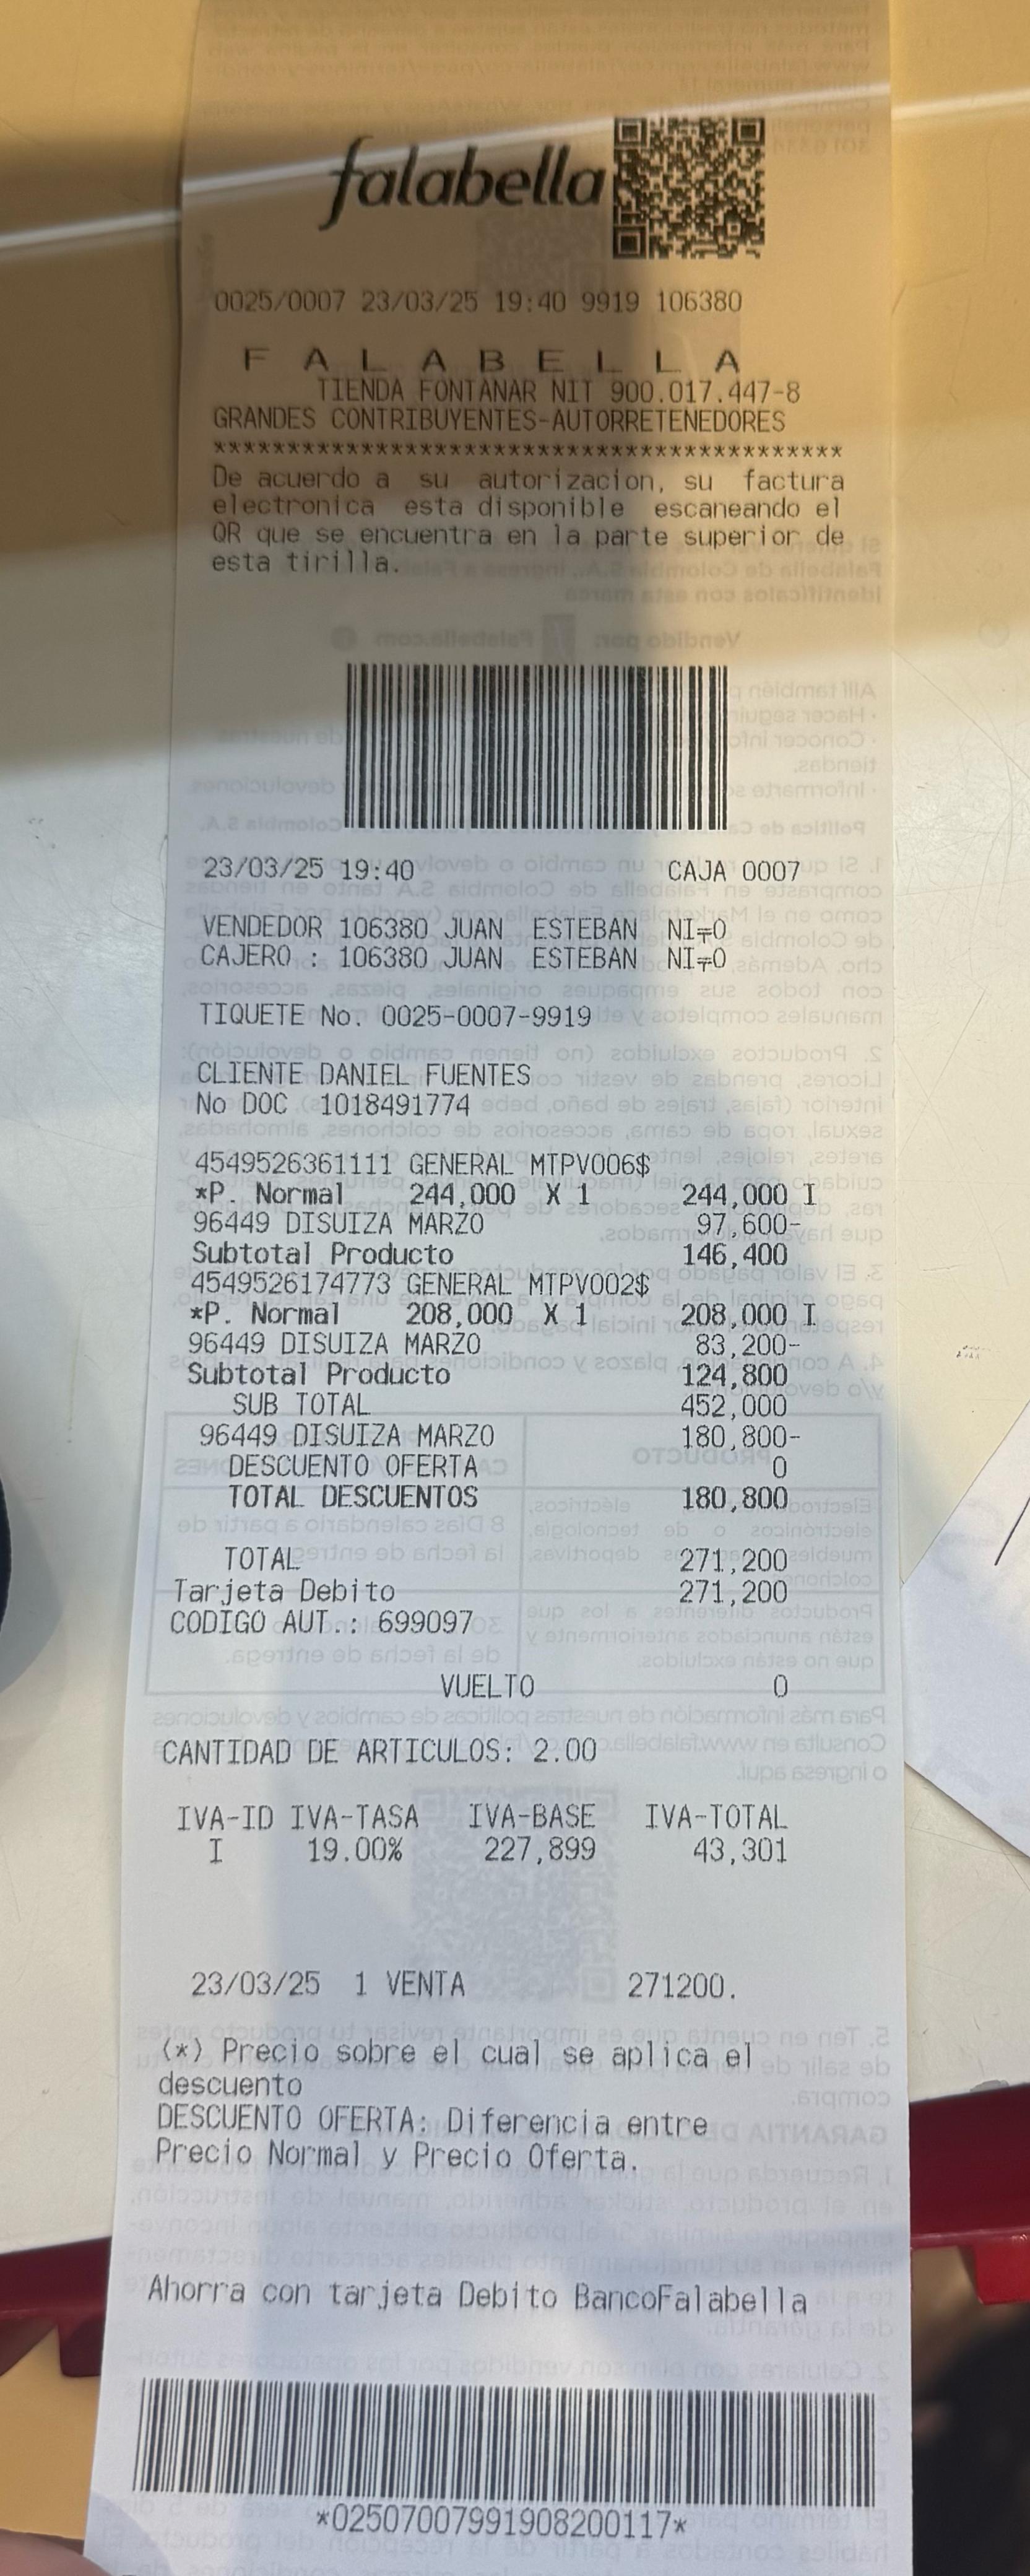 falabella
0025/0007 23/03/25 19:40 9919 106380
F A L A B E L L A
TIENDA FONTANAR NIT 900.017.447-8
GRANDES CONTRIBUYENTES-AUTORRETENEDORES
*******************************************
De acuerdo a su autorizacion, su factura
electronica esta disponible escaneando el
QR que se encuentra en la parte superior de
esta tirilla.
23/03/25 19:40 CAJA 0007
VENDEDOR 106380 JUAN ESTEBAN
CAJERO : 106380 JUAN ESTEBAN
TIQUETE No. 0025-0007-9919
CLIENTE DANIEL FUENTES
No DOC 1018491774
4549526361111 GENERAL MTPV006$
*P. Normal 244,000 X 1 244,000 I
96449 DISUIZA MARZO 97,600-
Subtotal Producto 146,400
4549526174773 GENERAL MTPV002$
*P. Normal 208,000 X 1 208,000 I
96449 DISUIZA MARZO 83,200-
Subtotal Producto 124,800
SUB TOTAL 452,000
96449 DISUIZA MARZO 180,800-
DESCUENTO OFERTA 0
TOTAL DESCUENTOS 180,800
TOTAL 271,200
Tarjeta Debito 271,200
CODIGO AUT.: 699097
VUELTO 0
CANTIDAD DE ARTICULOS: 2.00
IVA-ID IVA-TASA IVA-BASE IVA-TOTAL
I 19.00% 227,899 43,301
23/03/25 1 VENTA 271200.
(*) Precio sobre el cual se aplica el
descuento
DESCUENTO OFERTA: Diferencia entre
Precio Normal y Precio Oferta.
Ahorra con tarjeta Debito BancoFalabella
*02507007991908200117*